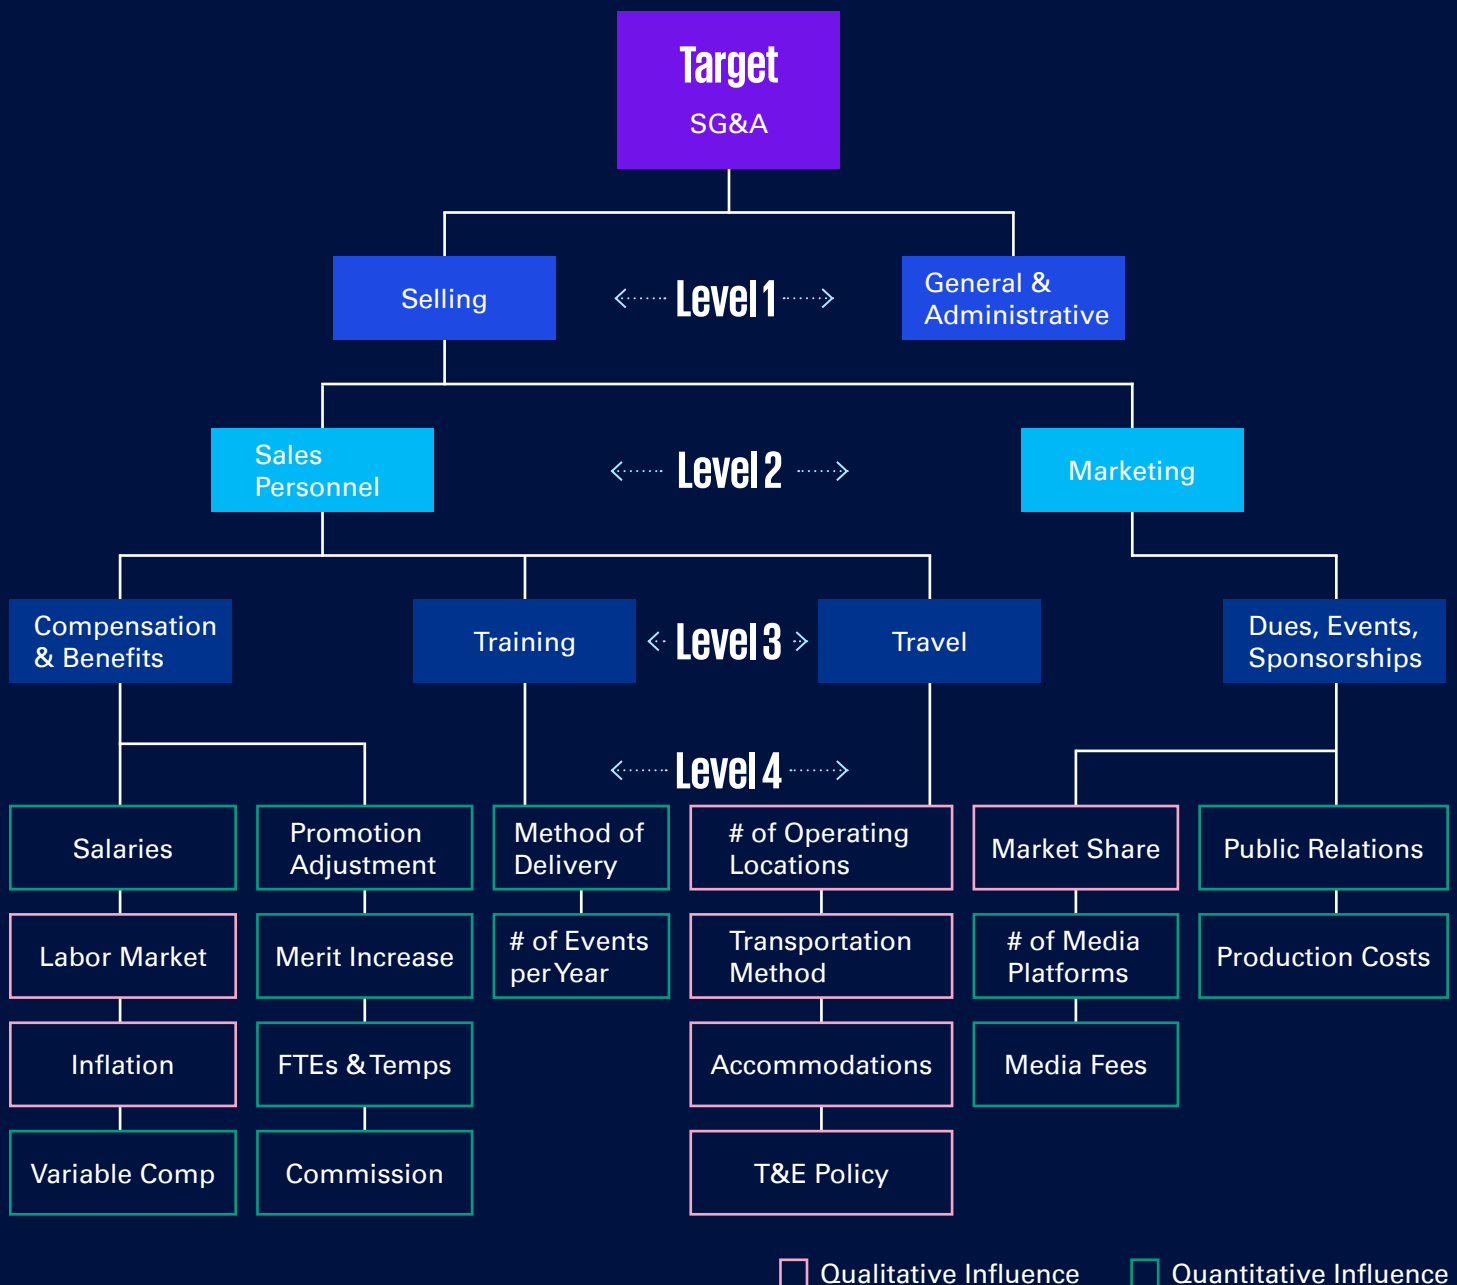 Target
SG&A
Selling
Level 1
General &
Administrative
Sales
Personnel
Level 2
Marketing
Compensation
& Benefits
Training
Level 3
Travel
Dues, Events,
Sponsorships
Level 4
Salaries
Promotion
Adjustment
Method of
Delivery
# of Operating
Locations
Market Share
Public Relations
Labor Market
Merit Increase
# of Events
per Year
Transportation
Method
# of Media
Platforms
Production Costs
Inflation
FTEs & Temps
Accommodations
Media Fees
Variable Comp
Commission
T&E Policy
Qualitative Influence
Quantitative Influence